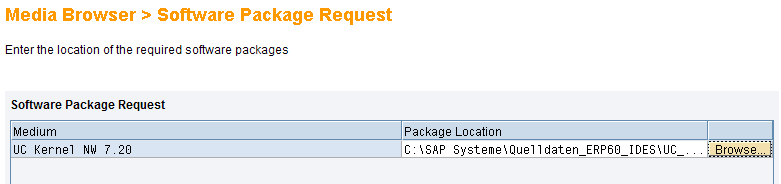 Media Browser > Software Package Request
Enter the location of the required software packages
Software Package Request
Medium Package Location
UC Kernel NW 7.20 C:\SAP Systeme\Quelldaten_ERP60_IDES\UC_... Browse...